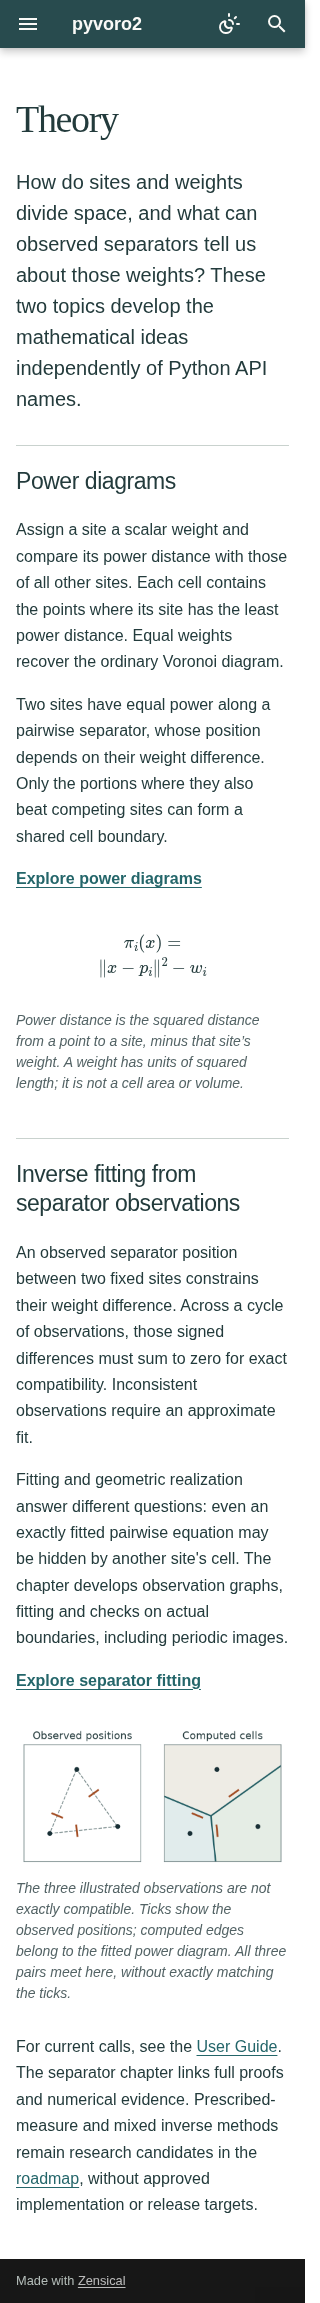 pyvoro2
Theory
How do sites and weights
divide space, and what can
observed separators tell us
about those weights? These
two topics develop the
mathematical ideas
independently of Python API
names.
Power diagrams
Assign a site a scalar weight and
compare its power distance with those
of all other sites. Each cell contains
the points where its site has the least
power distance. Equal weights
recover the ordinary Voronoi diagram.
Two sites have equal power along a
pairwise separator, whose position
depends on their weight difference.
Only the portions where they also
beat competing sites can form a
shared cell boundary.
Explore power diagrams
πᵢ(x) =
‖x − pᵢ‖² − wᵢ
Power distance is the squared distance
from a point to a site, minus that site's
weight. A weight has units of squared
length; it is not a cell area or volume.
Inverse fitting from
separator observations
An observed separator position
between two fixed sites constrains
their weight difference. Across a cycle
of observations, those signed
differences must sum to zero for exact
compatibility. Inconsistent
observations require an approximate
fit.
Fitting and geometric realization
answer different questions: even an
exactly fitted pairwise equation may
be hidden by another site's cell. The
chapter develops observation graphs,
fitting and checks on actual
boundaries, including periodic images.
Explore separator fitting
Observed positions
Computed cells
The three illustrated observations are not
exactly compatible. Ticks show the
observed positions; computed edges
belong to the fitted power diagram. All three
pairs meet here, without exactly matching
the ticks.
For current calls, see the User Guide.
The separator chapter links full proofs
and numerical evidence. Prescribed-
measure and mixed inverse methods
remain research candidates in the
roadmap, without approved
implementation or release targets.
Made with Zensical